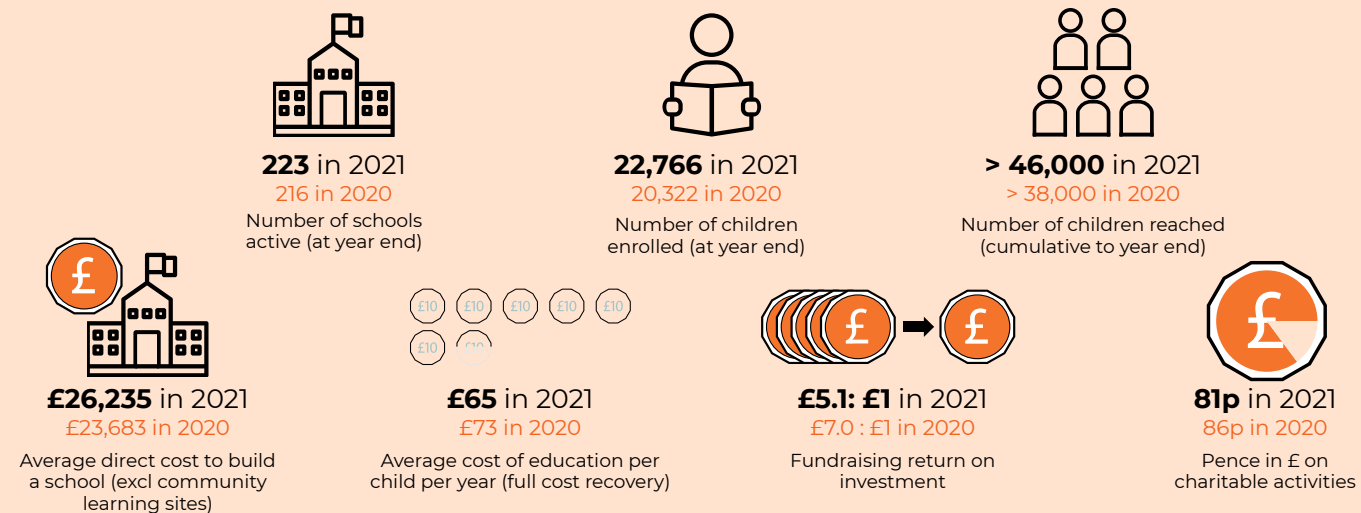 223 in 2021
216 in 2020
Number of schools
active (at year end)
22,766 in 2021
20,322 in 2020
Number of children
enrolled (at year end)
> 46,000 in 2021
> 38,000 in 2020
Number of children reached
(cumulative to year end)
£
£26,235 in 2021
£23,683 in 2020
Average direct cost to build
a school (excl community
learning sites)
£10 £10 £10 £10 £10
£10 £10
£65 in 2021
£73 in 2020
Average cost of education per
child per year (full cost recovery)
£ £
£5.1: £1 in 2021
£7.0 : £1 in 2020
Fundraising return on
investment
£
81p in 2021
86p in 2020
Pence in £ on
charitable activities